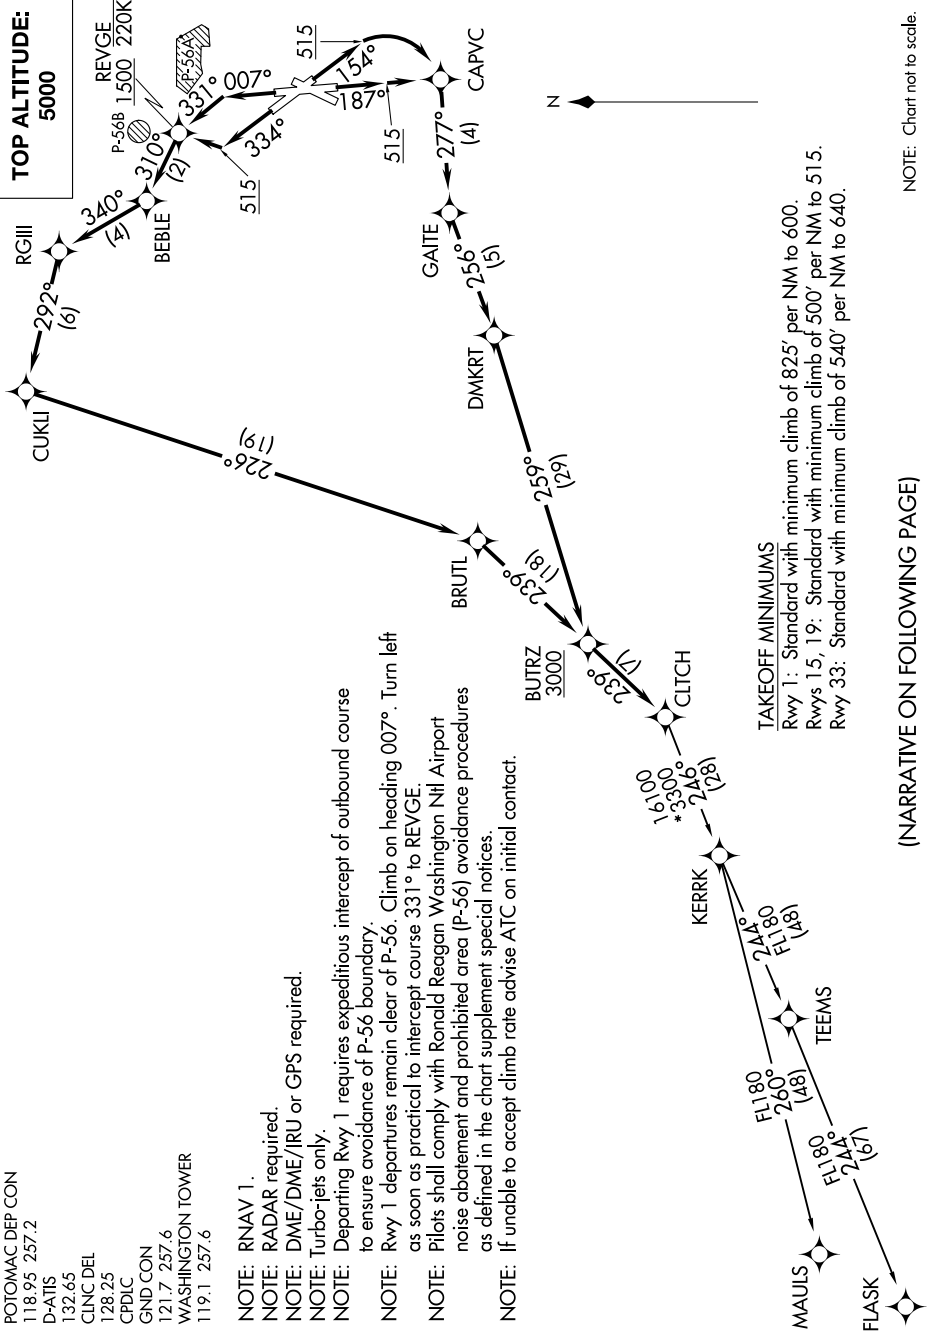 POTOMAC DEP CON
118.95 257.2
D-ATIS
132.65
CLNC DEL
128.25
CPDLC
GND CON
121.7 257.6
WASHINGTON TOWER
119.1 257.6
NOTE: RNAV 1.
NOTE: RADAR required.
NOTE: DME/DME/IRU or GPS required.
NOTE: Turbo-jets only.
NOTE: Departing Rwy 1 requires expeditious intercept of outbound course
to ensure avoidance of P-56 boundary.
NOTE: Rwy 1 departures remain clear of P-56. Climb on heading 007°. Turn left
as soon as practical to intercept course 331° to REVGE.
NOTE: Pilots shall comply with Ronald Reagan Washington Ntl Airport
noise abatement and prohibited area (P-56) avoidance procedures
as defined in the chart supplement special notices.
NOTE: If unable to accept climb rate advise ATC on initial contact.
TOP ALTITUDE:
5000
REVGE
1500 220K
P-56A
P-56B
331°
007°
515
154°
187°
515
334°
515
310°
(2)
BEBLE
340°
(4)
RGIII
292°
(6)
CUKLI
226°
(19)
BRUTL
239°
(18)
CAPVC
277°
(4)
GAITE
256°
(5)
DMKRT
259°
(29)
BUTRZ
3000
239°
(7)
CLTCH
16100
*3300
246°
(28)
KERRK
244°
FL180
(48)
TEEMS
FL180
260°
(48)
MAULS
FL180
244°
(67)
FLASK
N
TAKEOFF MINIMUMS
Rwy 1: Standard with minimum climb of 825' per NM to 600.
Rwys 15, 19: Standard with minimum climb of 500' per NM to 515.
Rwy 33: Standard with minimum climb of 540' per NM to 640.
(NARRATIVE ON FOLLOWING PAGE)
NOTE: Chart not to scale.